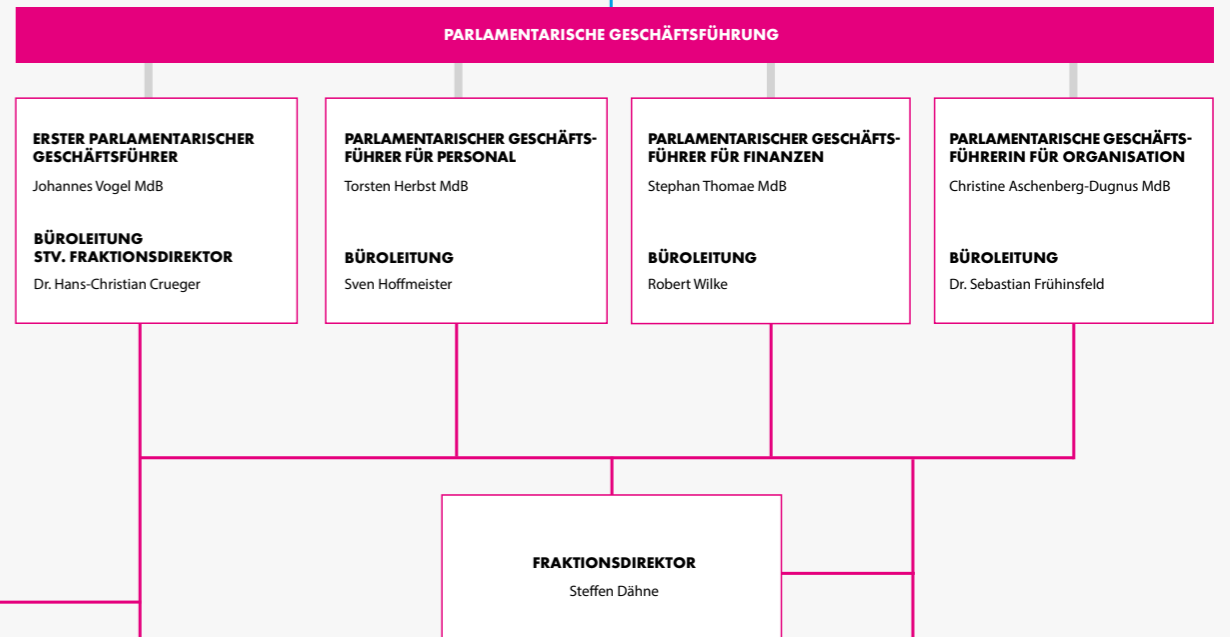 PARLAMENTARISCHE GESCHÄFTSFÜHRUNG
ERSTER PARLAMENTARISCHER
GESCHÄFTSFÜHRER
Johannes Vogel MdB
BÜROLEITUNG
STV. FRAKTIONSDIREKTOR
Dr. Hans-Christian Crueger
PARLAMENTARISCHER GESCHÄFTS-
FÜHRER FÜR PERSONAL
Torsten Herbst MdB
BÜROLEITUNG
Sven Hoffmeister
PARLAMENTARISCHER GESCHÄFTS-
FÜHRER FÜR FINANZEN
Stephan Thomae MdB
BÜROLEITUNG
Robert Wilke
PARLAMENTARISCHE GESCHÄFTS-
FÜHRERIN FÜR ORGANISATION
Christine Aschenberg-Dugnus MdB
BÜROLEITUNG
Dr. Sebastian Frühinsfeld
FRAKTIONSDIREKTOR
Steffen Dähne